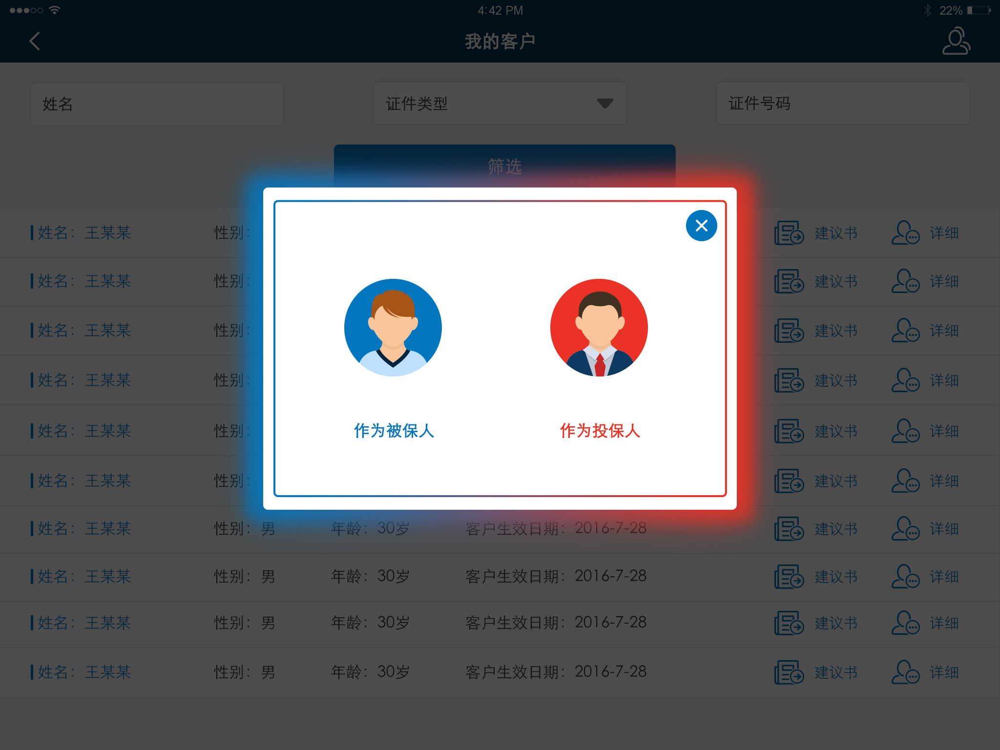 4:42 PM
22%
我的客户
姓名
证件类型
证件号码
筛选
姓名：王某某 性别： 建议书 详细
姓名：王某某 性别： 建议书 详细
姓名：王某某 性别： 建议书 详细
姓名：王某某 性别： 建议书 详细
姓名：王某某 性别： 建议书 详细
姓名：王某某 性别： 建议书 详细
作为被保人
作为投保人
姓名：王某某 性别：男 年龄：30岁 客户生效日期：2016-7-28 建议书 详细
姓名：王某某 性别：男 年龄：30岁 客户生效日期：2016-7-28 建议书 详细
姓名：王某某 性别：男 年龄：30岁 客户生效日期：2016-7-28 建议书 详细
姓名：王某某 性别：男 年龄：30岁 客户生效日期：2016-7-28 建议书 详细